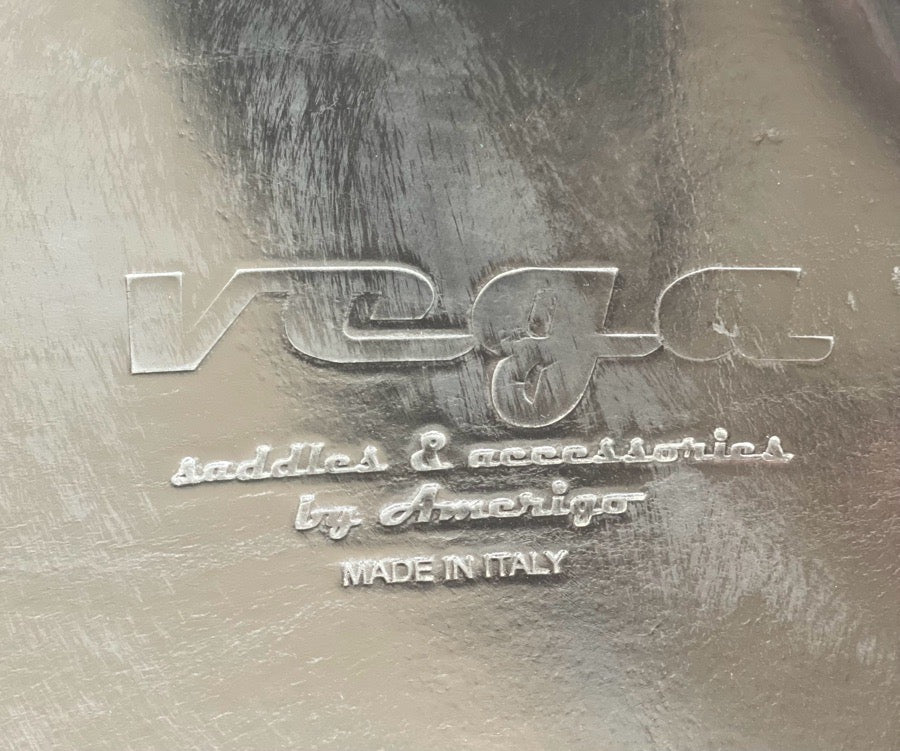 vega
saddles & accessories
by Amerigo
MADE IN ITALY